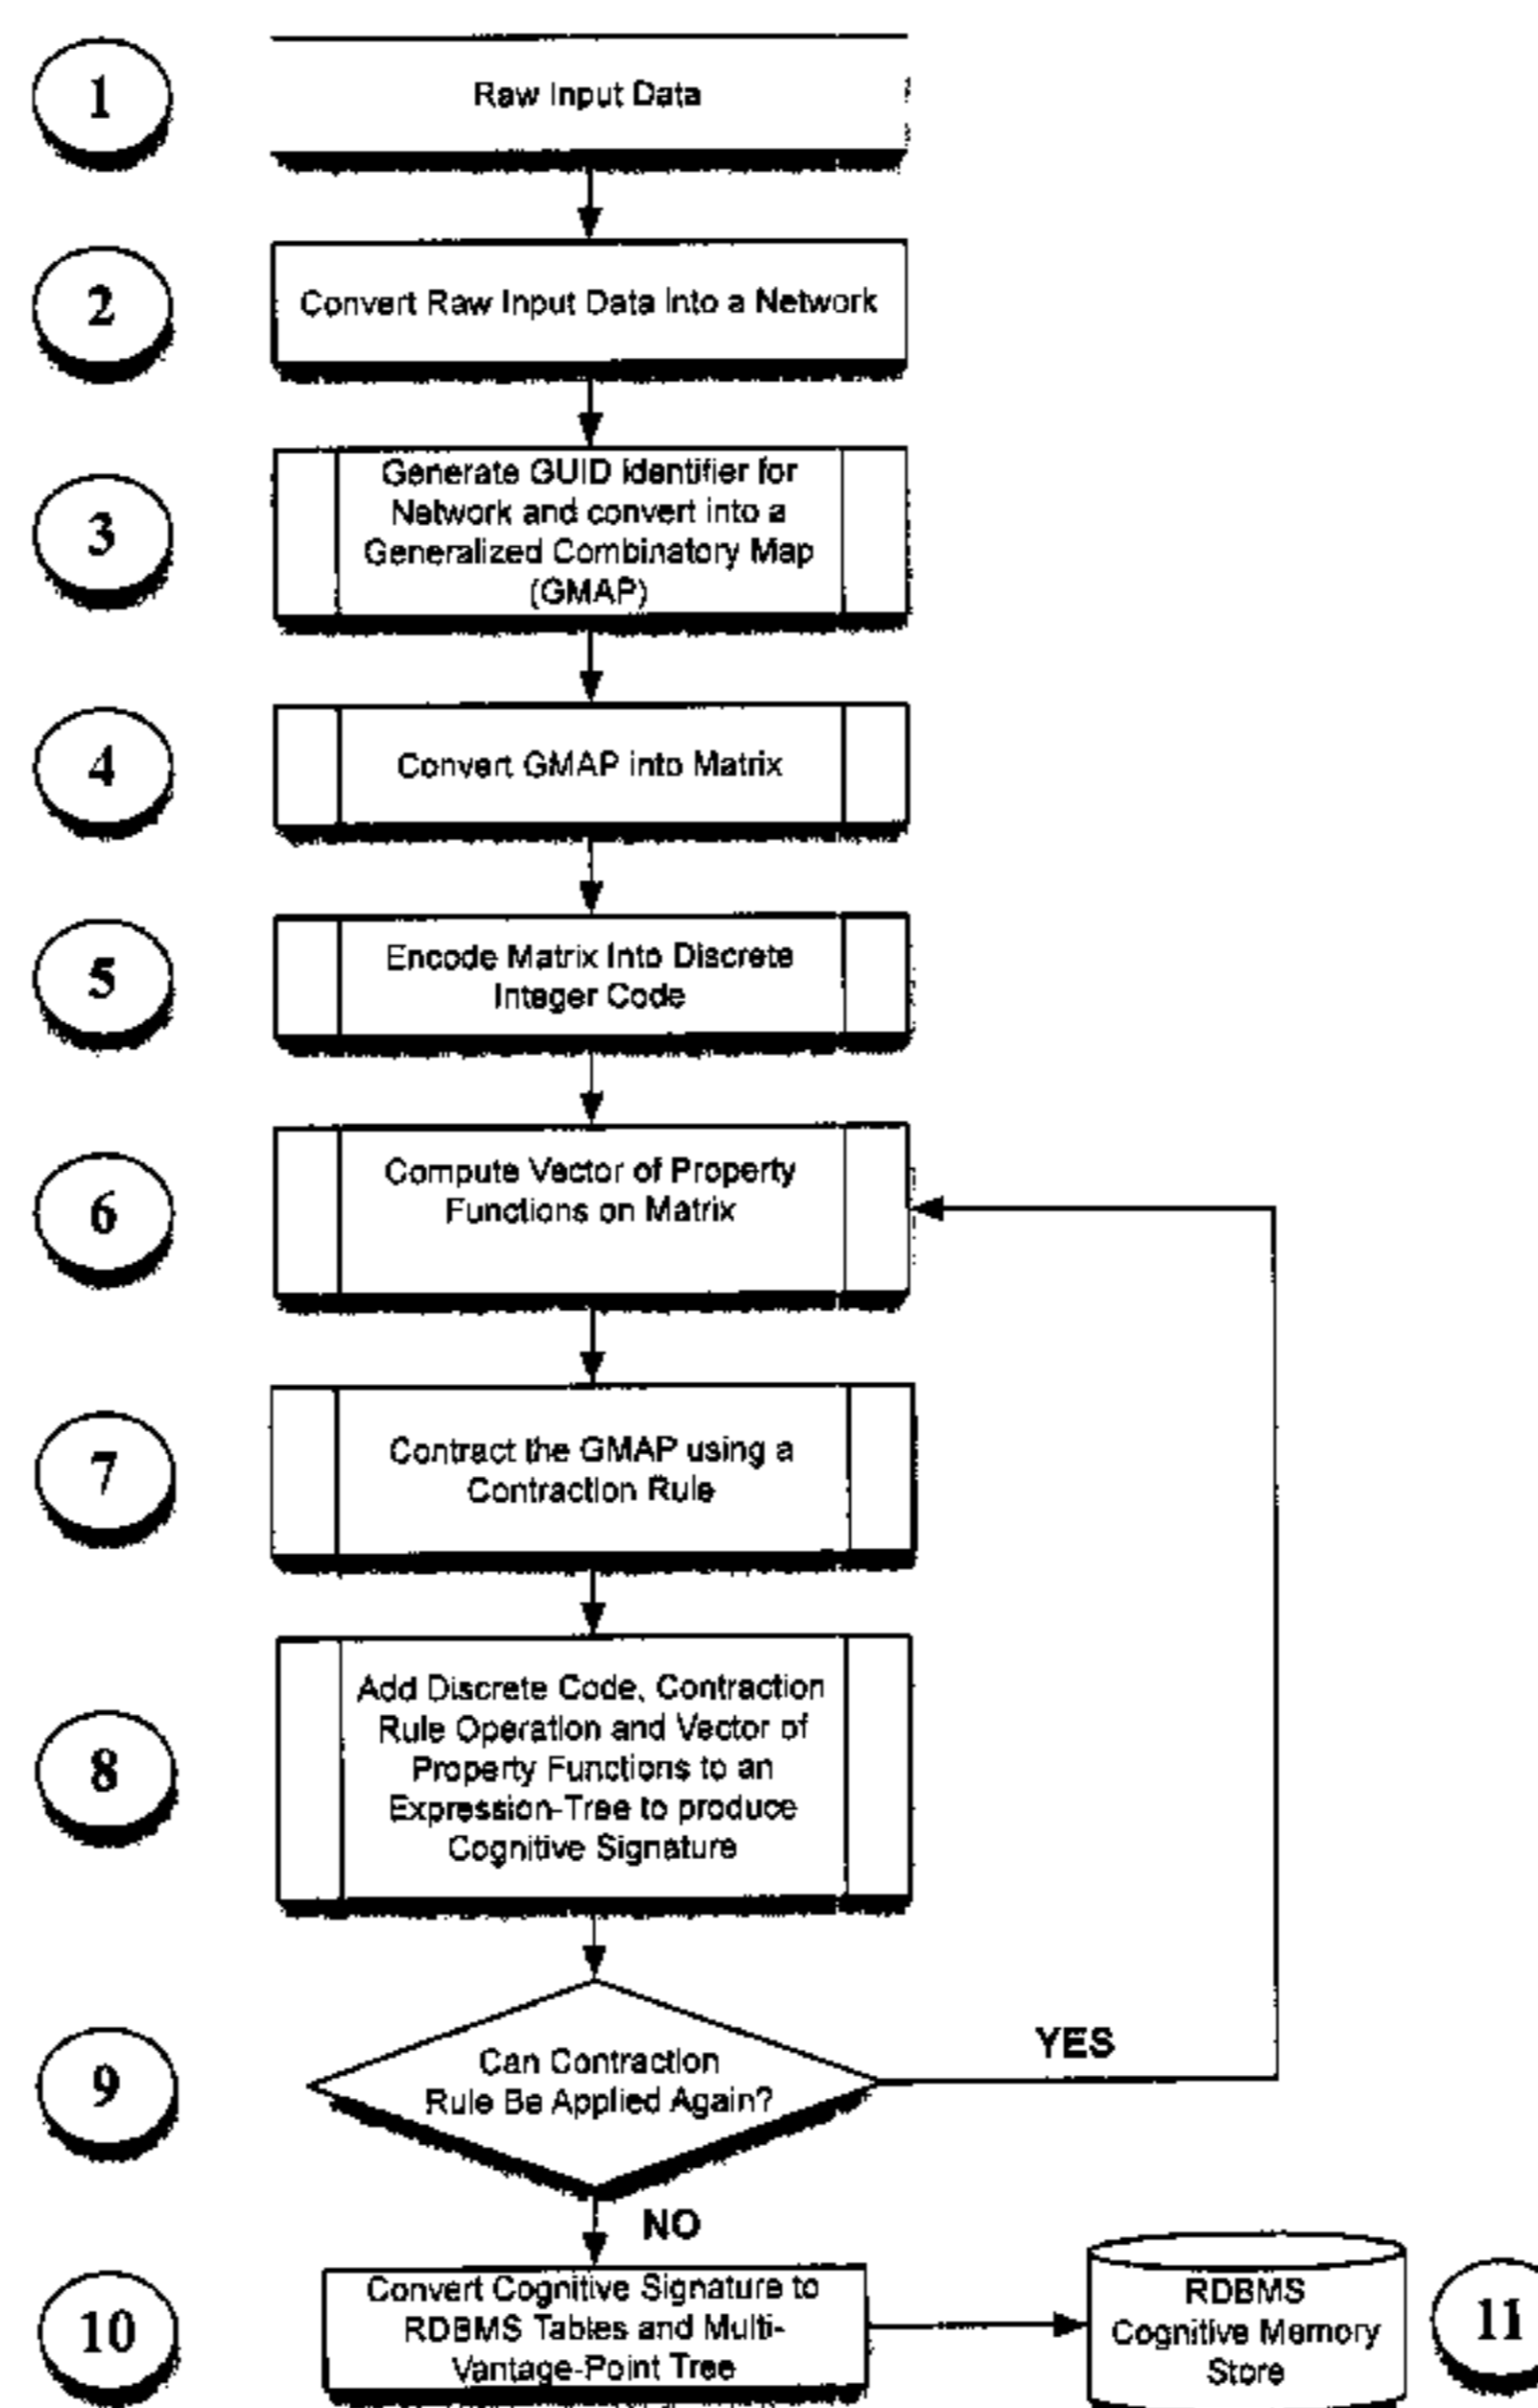 1
Raw Input Data
2
Convert Raw Input Data Into a Network
3
Generate GUID Identifier for
Network and convert into a
Generalized Combinatory Map
(GMAP)
4
Convert GMAP into Matrix
5
Encode Matrix Into Discrete
Integer Code
6
Compute Vector of Property
Functions on Matrix
7
Contract the GMAP using a
Contraction Rule
8
Add Discrete Code, Contraction
Rule Operation and Vector of
Property Functions to an
Expression-Tree to produce
Cognitive Signature
9
Can Contraction
Rule Be Applied Again?
YES
NO
10
Convert Cognitive Signature to
RDBMS Tables and Multi-
Vantage-Point Tree
RDBMS
Cognitive Memory
Store
11